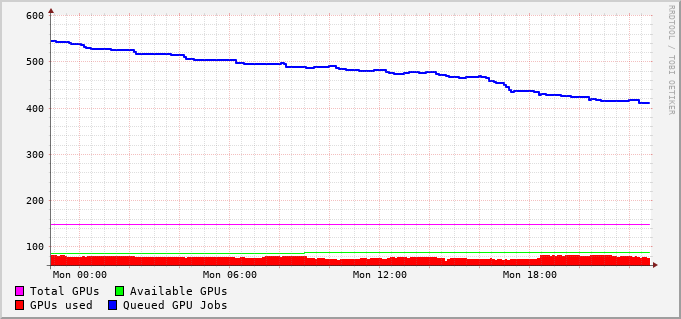 600
500
400
300
200
100
Mon 00:00 Mon 06:00 Mon 12:00 Mon 18:00
Total GPUs Available GPUs
GPUs used Queued GPU Jobs
RRDTOOL / TOBI OETIKER